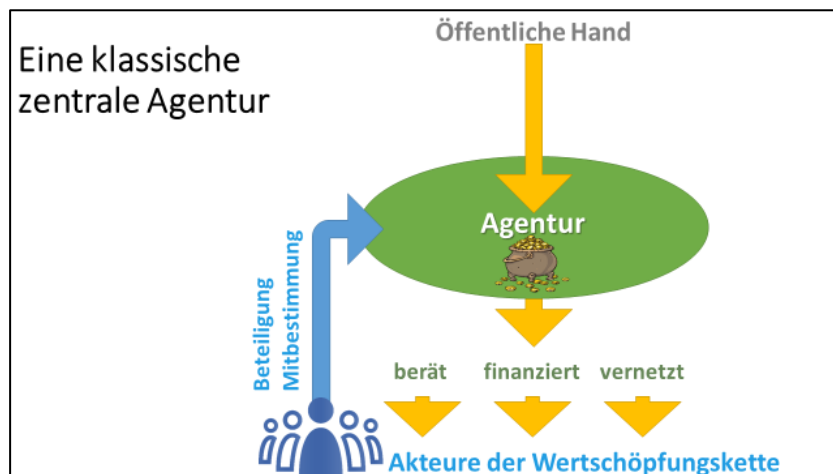 Öffentliche Hand
Eine klassische
zentrale Agentur
Agentur
Beteiligung
Mitbestimmung
berät finanziert vernetzt
Akteure der Wertschöpfungskette